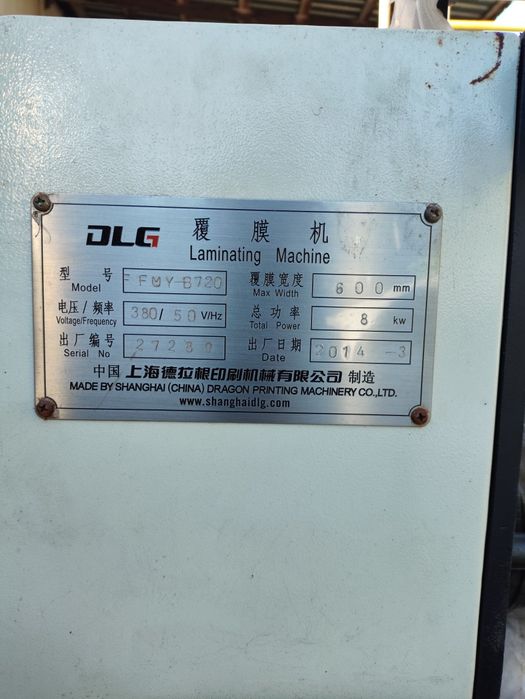 DLG 覆膜机
Laminating Machine
型号 Model FMY-B720 覆膜宽度 Max Width 600 mm
电压/频率 Voltage/Frequency 380/50 V/Hz 总功率 Total Power 8 kw
出厂编号 Serial No 27280 出厂日期 Date 2014-3
中国上海德拉根印刷机械有限公司 制造
MADE BY SHANGHAI (CHINA) DRAGON PRINTING MACHINERY CO.,LTD.
www.shanghaidlg.com